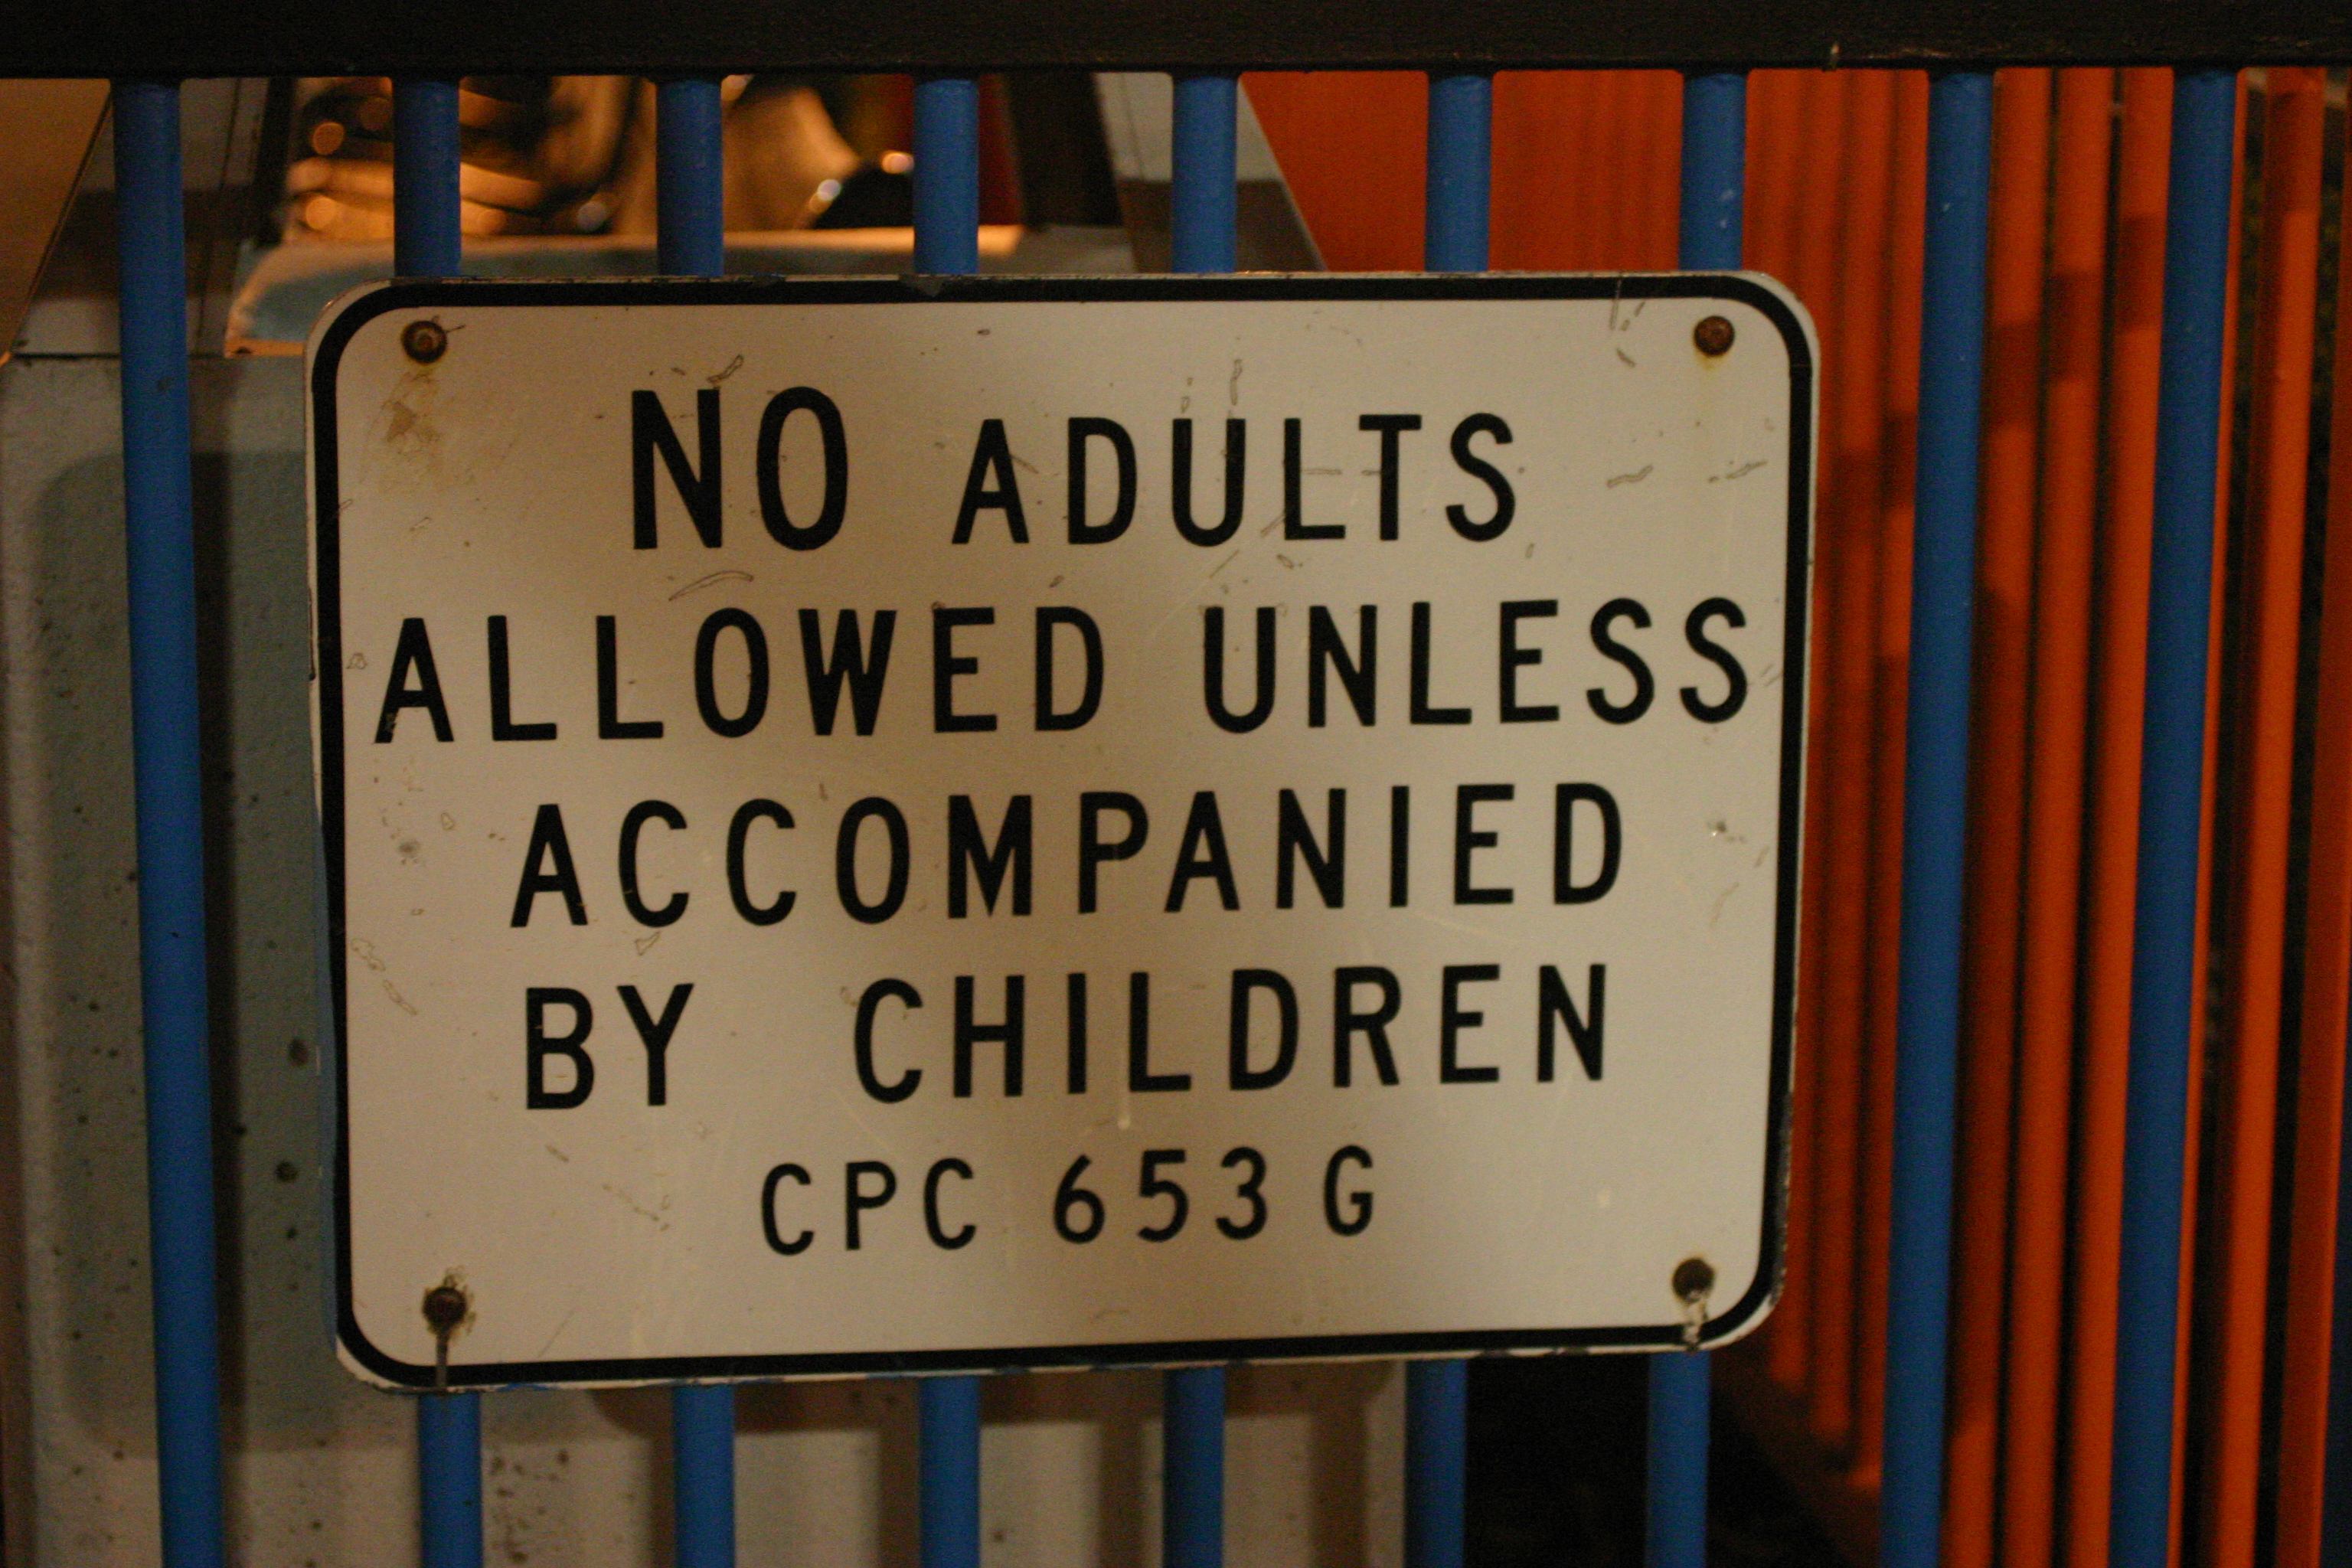 NO ADULTS
ALLOWED UNLESS
ACCOMPANIED
BY CHILDREN
CPC 653 G